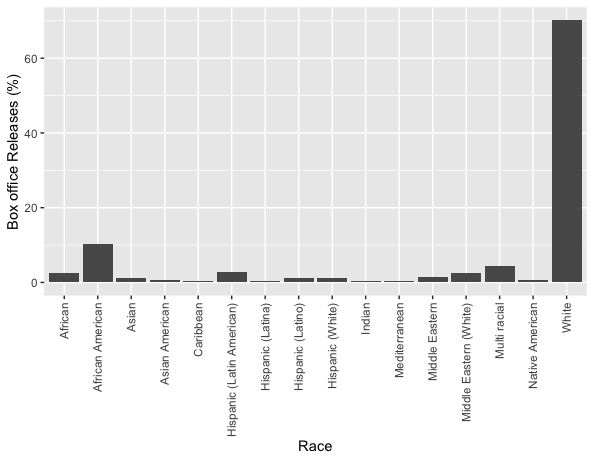 Box office Releases (%)
60
40
20
0
African
African American
Asian
Asian American
Caribbean
Hispanic (Latin American)
Hispanic (Latina)
Hispanic (Latino)
Hispanic (White)
Indian
Mediterranean
Middle Eastern
Middle Eastern (White)
Multi racial
Native American
White
Race